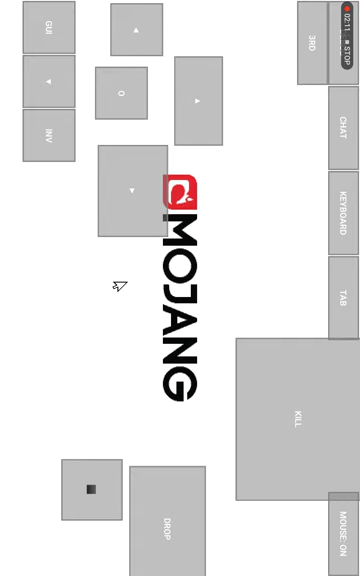 02:11 STOP
3RD
CHAT
KEYBOARD
TAB
MOUSE: ON
GUI
INV
O
MOJANG
KILL
DROP